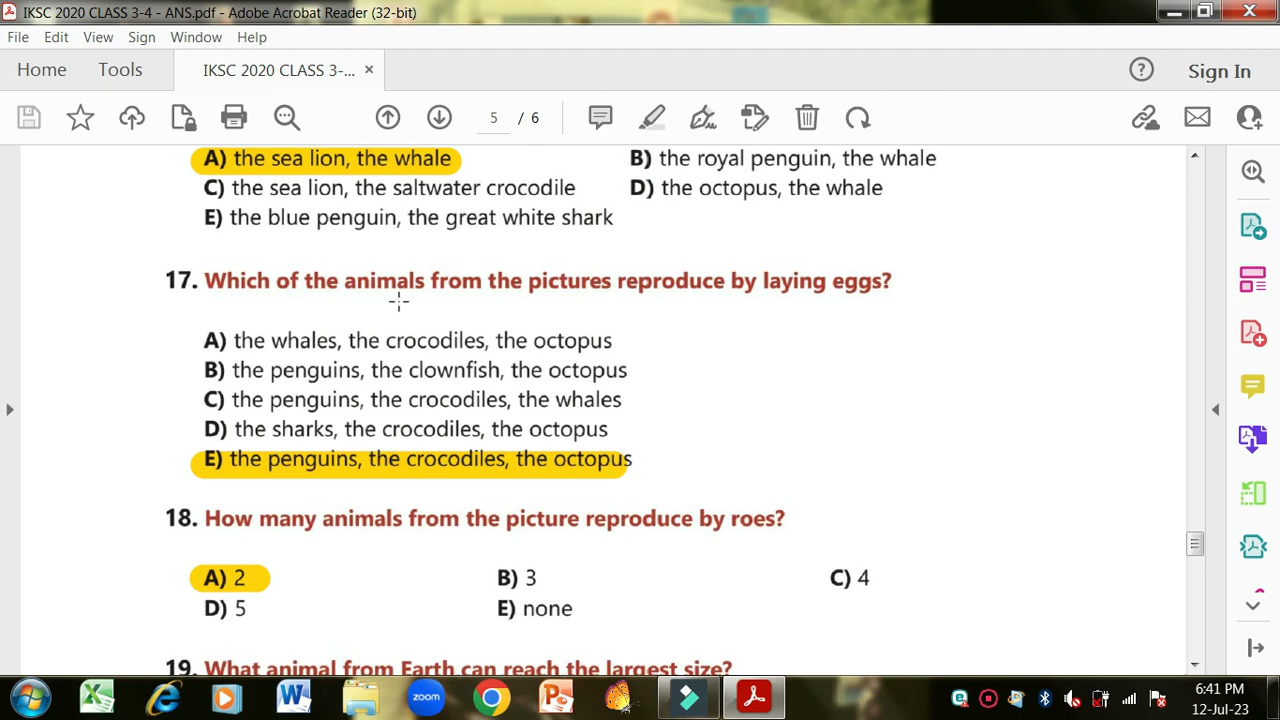 IKSC 2020 CLASS 3-4 - ANS.pdf - Adobe Acrobat Reader (32-bit)
File Edit View Sign Window Help
Home Tools IKSC 2020 CLASS 3-... × Sign In
5 / 6
A) the sea lion, the whale B) the royal penguin, the whale
C) the sea lion, the saltwater crocodile D) the octopus, the whale
E) the blue penguin, the great white shark
17. Which of the animals from the pictures reproduce by laying eggs?
A) the whales, the crocodiles, the octopus
B) the penguins, the clownfish, the octopus
C) the penguins, the crocodiles, the whales
D) the sharks, the crocodiles, the octopus
E) the penguins, the crocodiles, the octopus
18. How many animals from the picture reproduce by roes?
A) 2 B) 3 C) 4
D) 5 E) none
19. What animal from Earth can reach the largest size?
zoom
6:41 PM
12-Jul-23